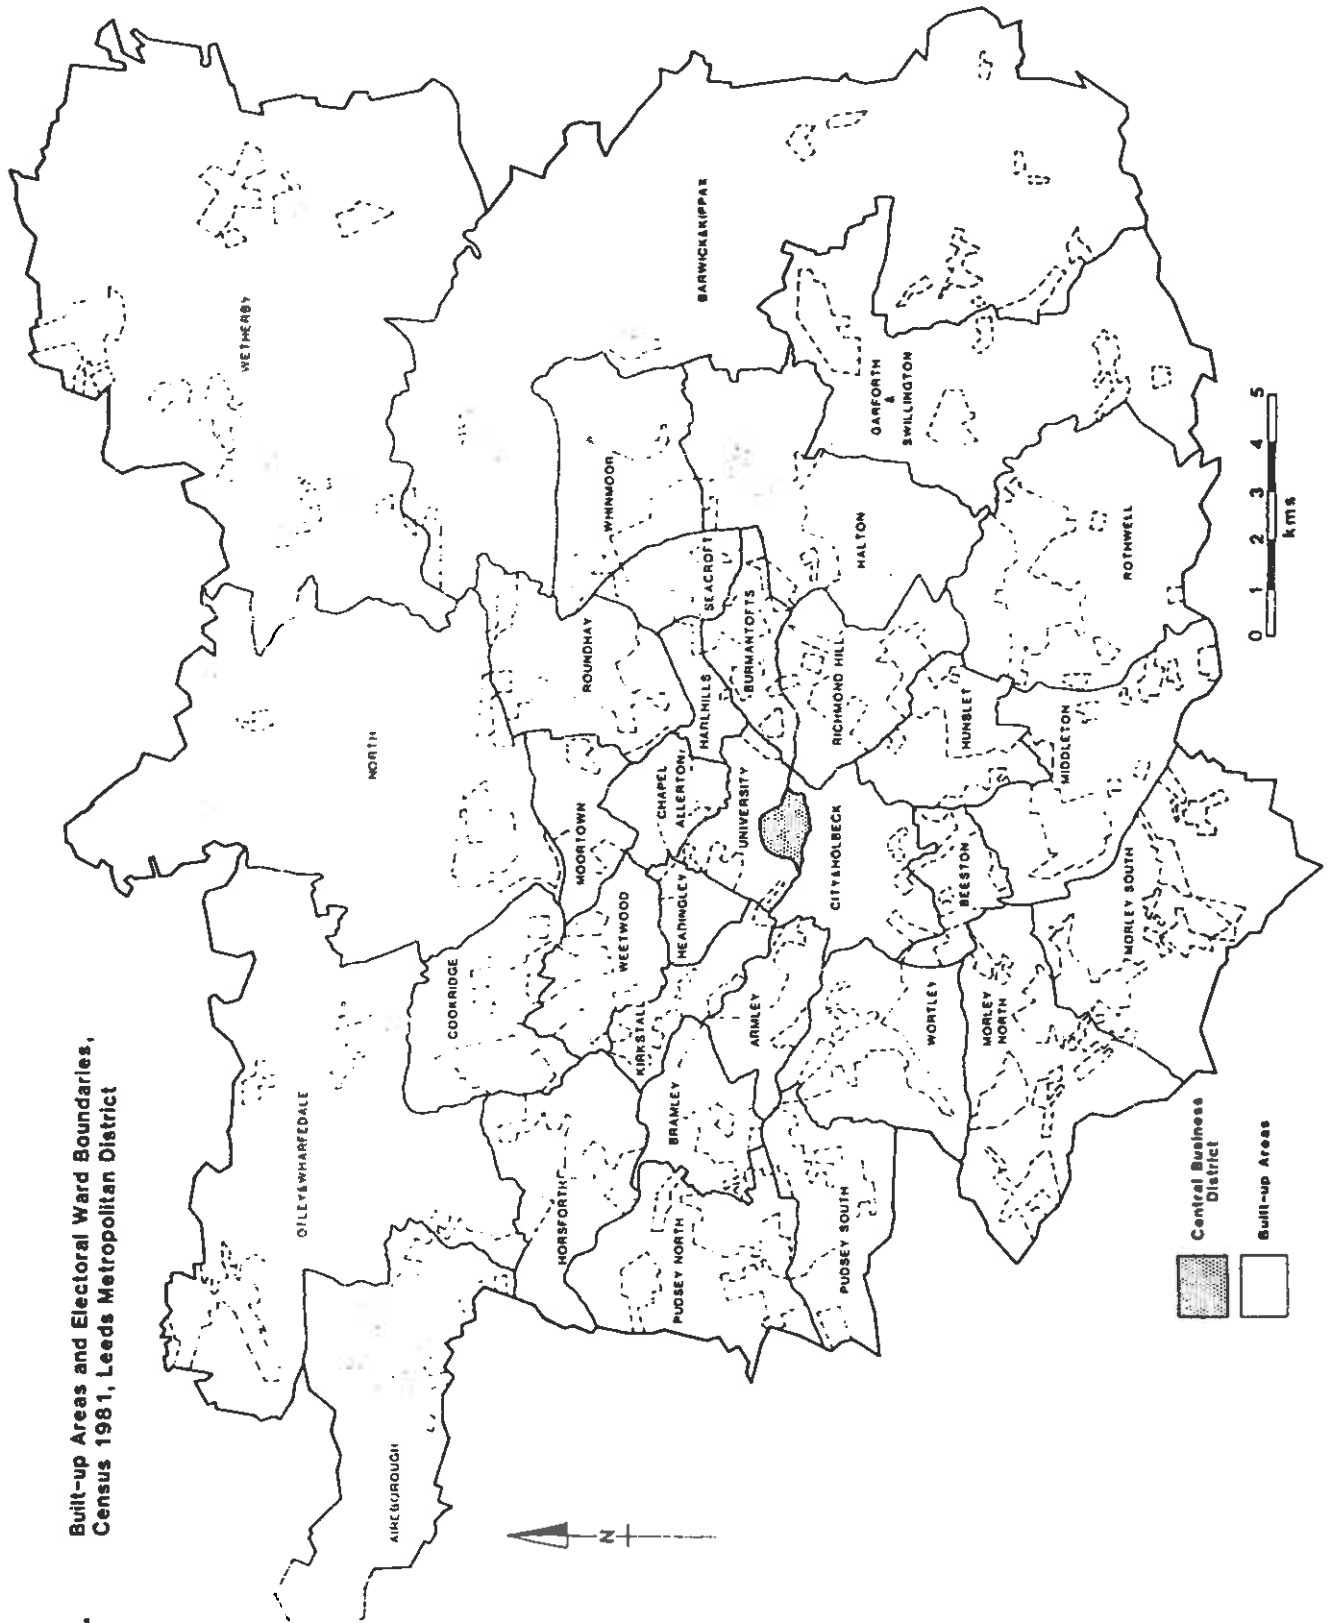 Built-up Areas and Electoral Ward Boundaries,
Census 1981, Leeds Metropolitan District
WETHERBY
NORTH
OTLEY&WHARFEDALE
AIREBOROUGH
COOKRIDGE
HORSFORTH
MOORTOWN
WEETWOOD
KIRKSTALL
HEADINGLEY
CHAPEL
ALLERTON
ROUNDHAY
WHINMOOR
BARWICK&KIPPAX
SEACROFT
HAREHILLS
BURMANTOFTS
UNIVERSITY
ARMLEY
BRAMLEY
PUDSEY NORTH
PUDSEY SOUTH
CITY&HOLBECK
RICHMOND HILL
HALTON
GARFORTH
&
SWILLINGTON
WORTLEY
BEESTON
HUNSLET
MIDDLETON
ROTHWELL
MORLEY
NORTH
MORLEY SOUTH
N
Central Business
District
Built-up Areas
0 1 2 3 4 5
kms